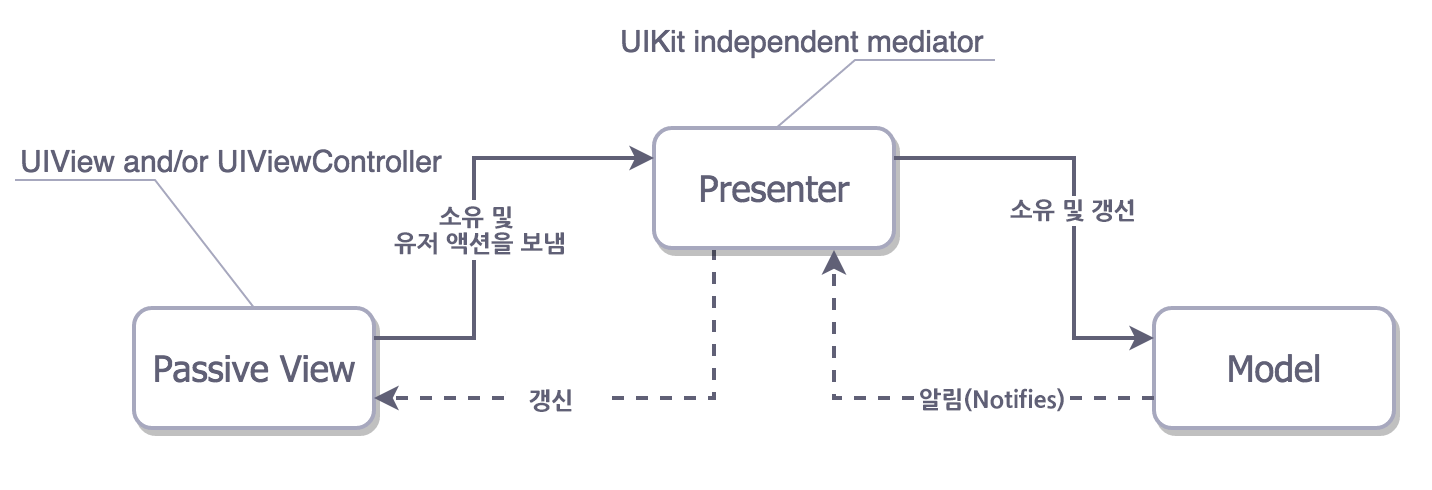 UIKit independent mediator
UIView and/or UIViewController
Presenter
소유 및
유저 액션을 보냄
소유 및 갱신
Passive View
Model
갱신
알림(Notifies)